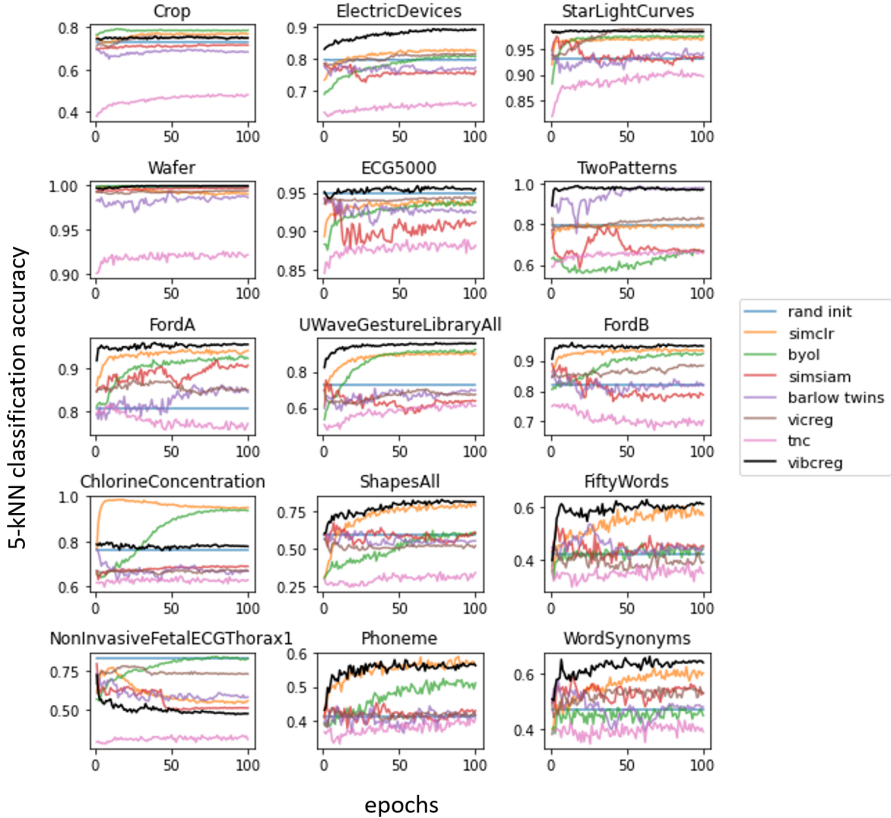 Crop
ElectricDevices
StarLightCurves
0.8
0.6
0.4
0.9
0.8
0.7
0.95
0.90
0.85
0 50 100
0 50 100
0 50 100
Wafer
ECG5000
TwoPatterns
1.00
0.95
0.90
0.95
0.90
0.85
1.0
0.8
0.6
0 50 100
0 50 100
0 50 100
FordA
UWaveGestureLibraryAll
FordB
0.9
0.8
0.8
0.6
0.9
0.8
0.7
0 50 100
0 50 100
0 50 100
ChlorineConcentration
ShapesAll
FiftyWords
1.0
0.8
0.6
0.75
0.50
0.25
0.6
0.4
0 50 100
0 50 100
0 50 100
NonInvasiveFetalECGThorax1
Phoneme
WordSynonyms
0.75
0.50
0.6
0.5
0.4
0.6
0.4
0 50 100
0 50 100
0 50 100
5-kNN classification accuracy
epochs
rand init
simclr
byol
simsiam
barlow twins
vicreg
tnc
vibcreg